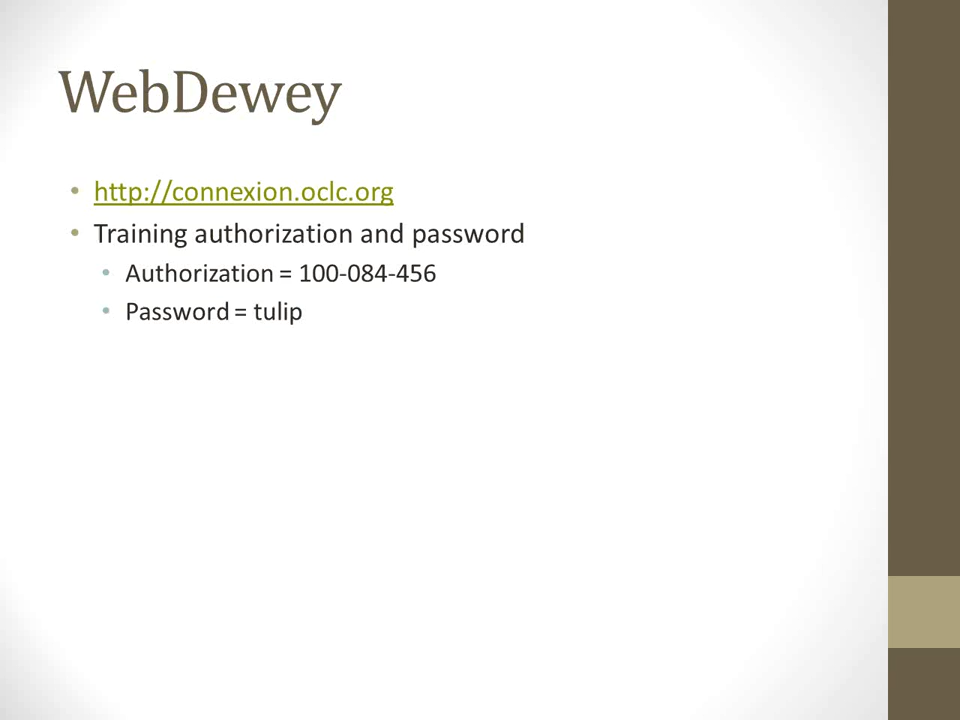 WebDewey
• http://connexion.oclc.org
• Training authorization and password
• Authorization = 100-084-456
• Password = tulip